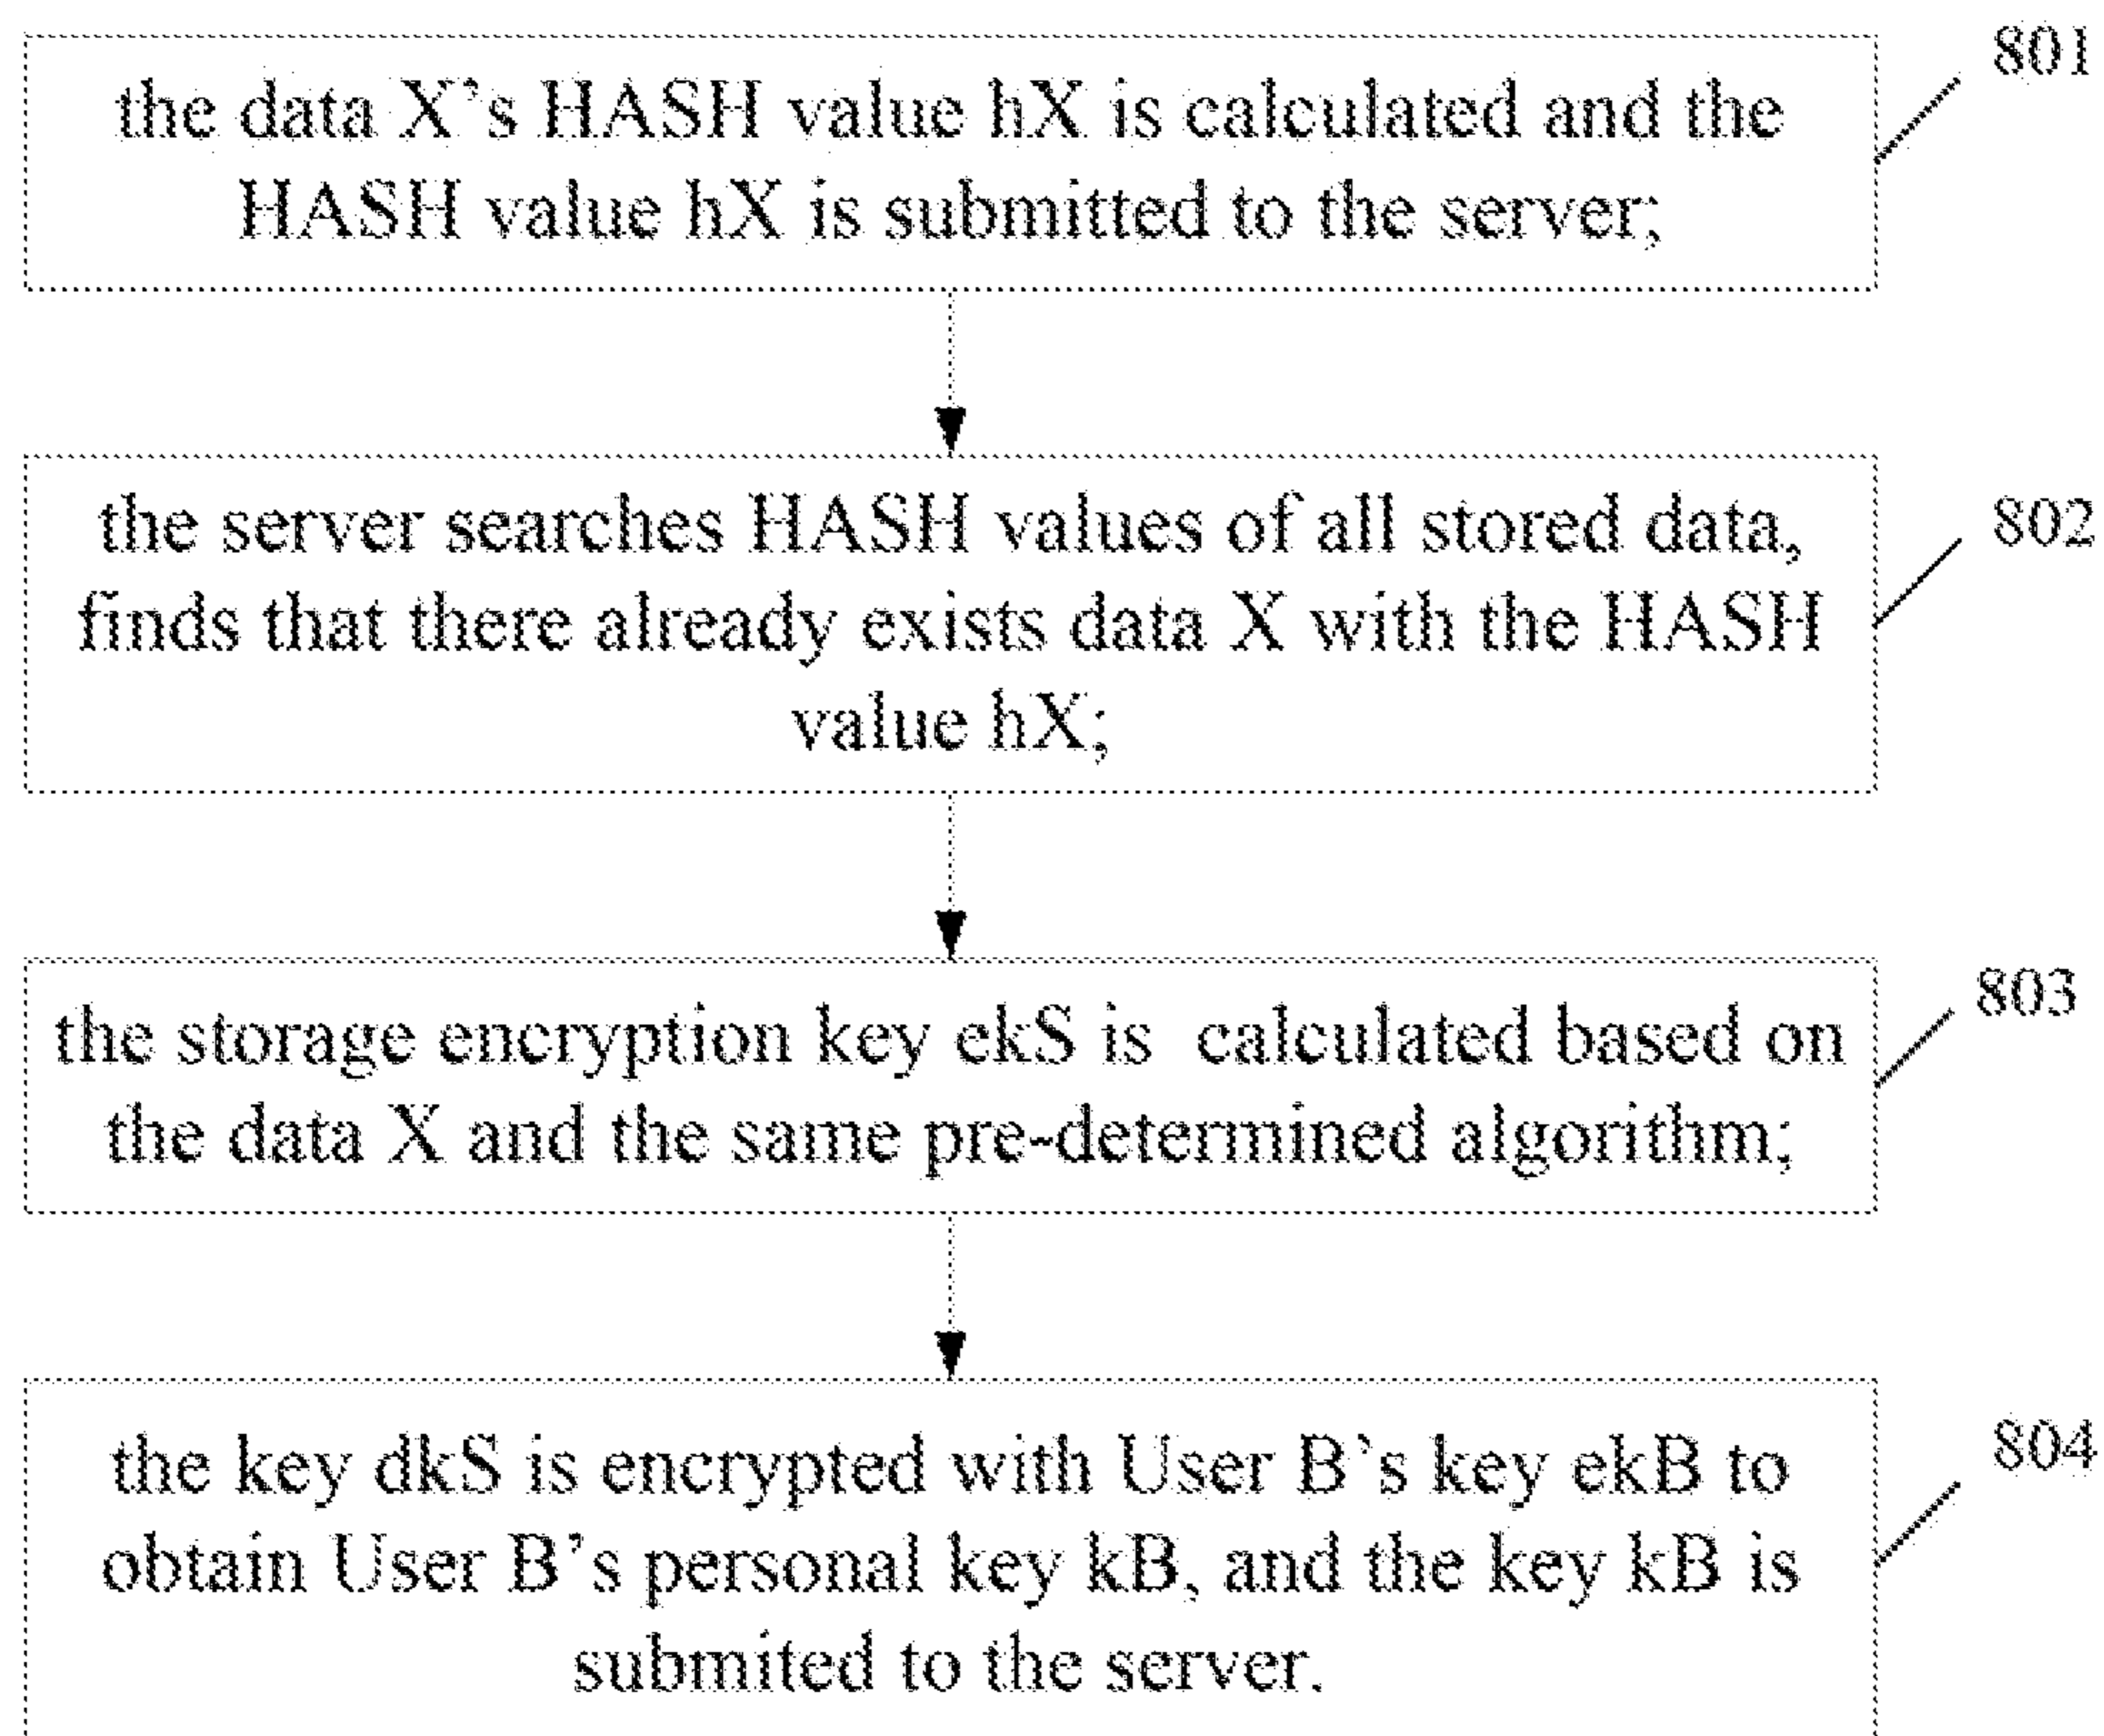 801
the data X’s HASH value hX is calculated and the
HASH value hX is submitted to the server;
802
the server searches HASH values of all stored data,
finds that there already exists data X with the HASH
value hX;
803
the storage encryption key ekS is calculated based on
the data X and the same pre-determined algorithm;
804
the key dkS is encrypted with User B‘s key ekB to
obtain User B’s personal key kB, and the key kB is
submited to the server.